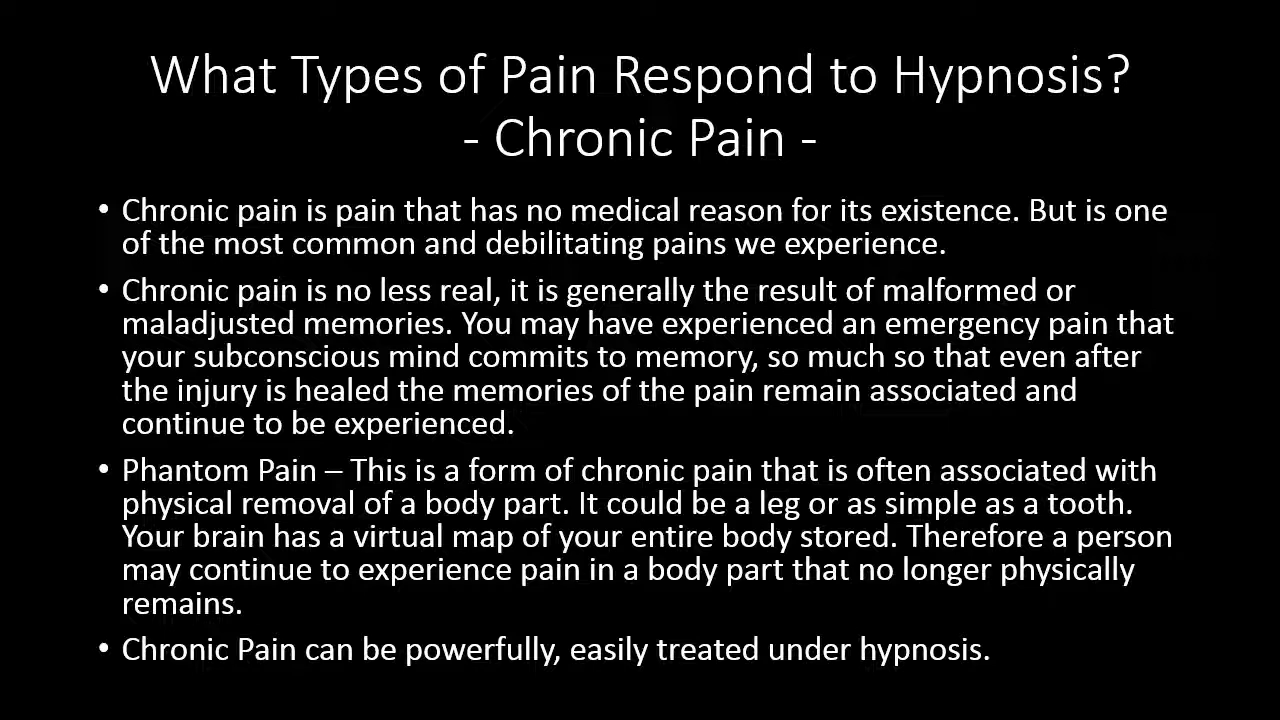 What Types of Pain Respond to Hypnosis?
- Chronic Pain -
• Chronic pain is pain that has no medical reason for its existence. But is one
of the most common and debilitating pains we experience.
• Chronic pain is no less real, it is generally the result of malformed or
maladjusted memories. You may have experienced an emergency pain that
your subconscious mind commits to memory, so much so that even after
the injury is healed the memories of the pain remain associated and
continue to be experienced.
• Phantom Pain – This is a form of chronic pain that is often associated with
physical removal of a body part. It could be a leg or as simple as a tooth.
Your brain has a virtual map of your entire body stored. Therefore a person
may continue to experience pain in a body part that no longer physically
remains.
• Chronic Pain can be powerfully, easily treated under hypnosis.